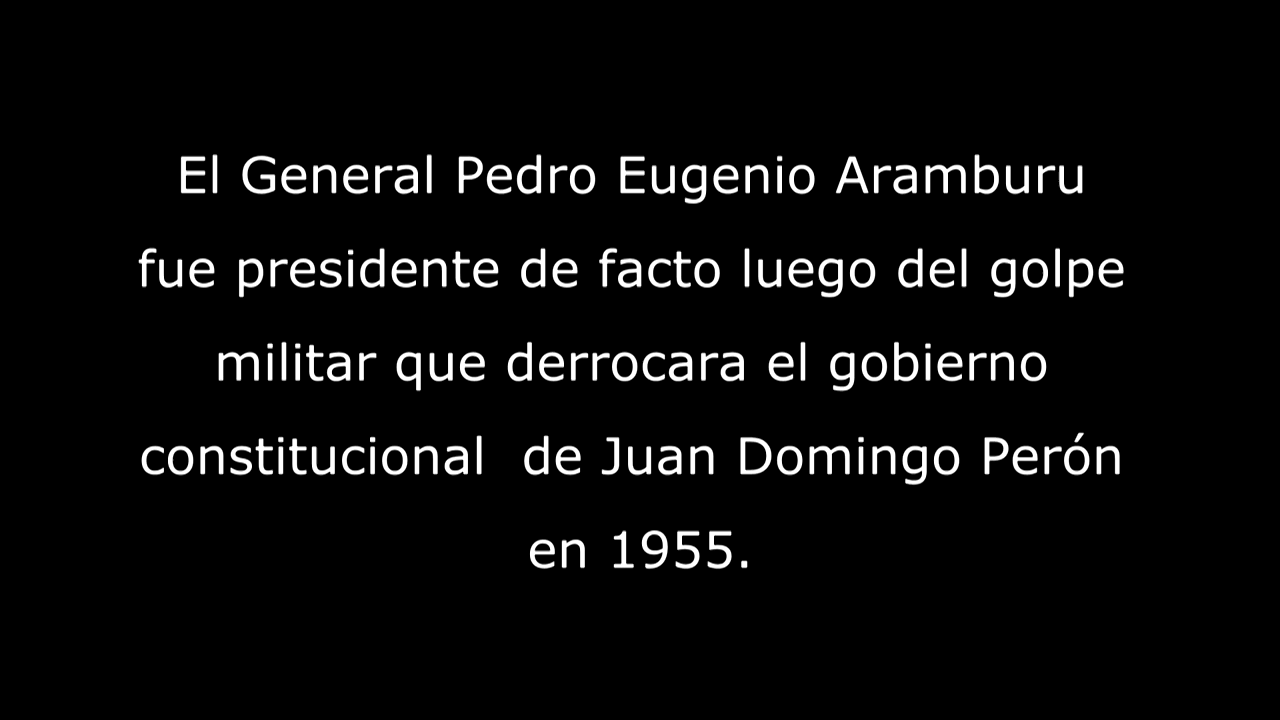 El General Pedro Eugenio Aramburu
fue presidente de facto luego del golpe
militar que derrocara el gobierno
constitucional  de Juan Domingo Perón
en 1955.